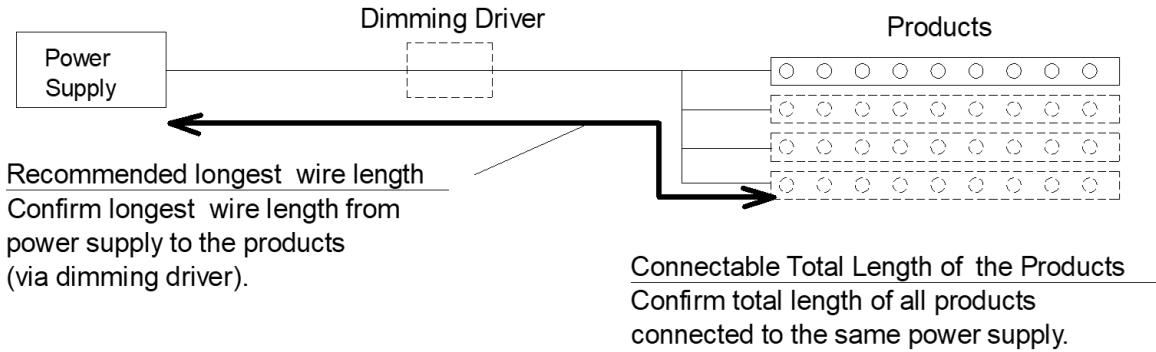 Dimming Driver
Products
Power
Supply
Recommended longest wire length
Confirm longest wire length from
power supply to the products
(via dimming driver).
Connectable Total Length of the Products
Confirm total length of all products
connected to the same power supply.